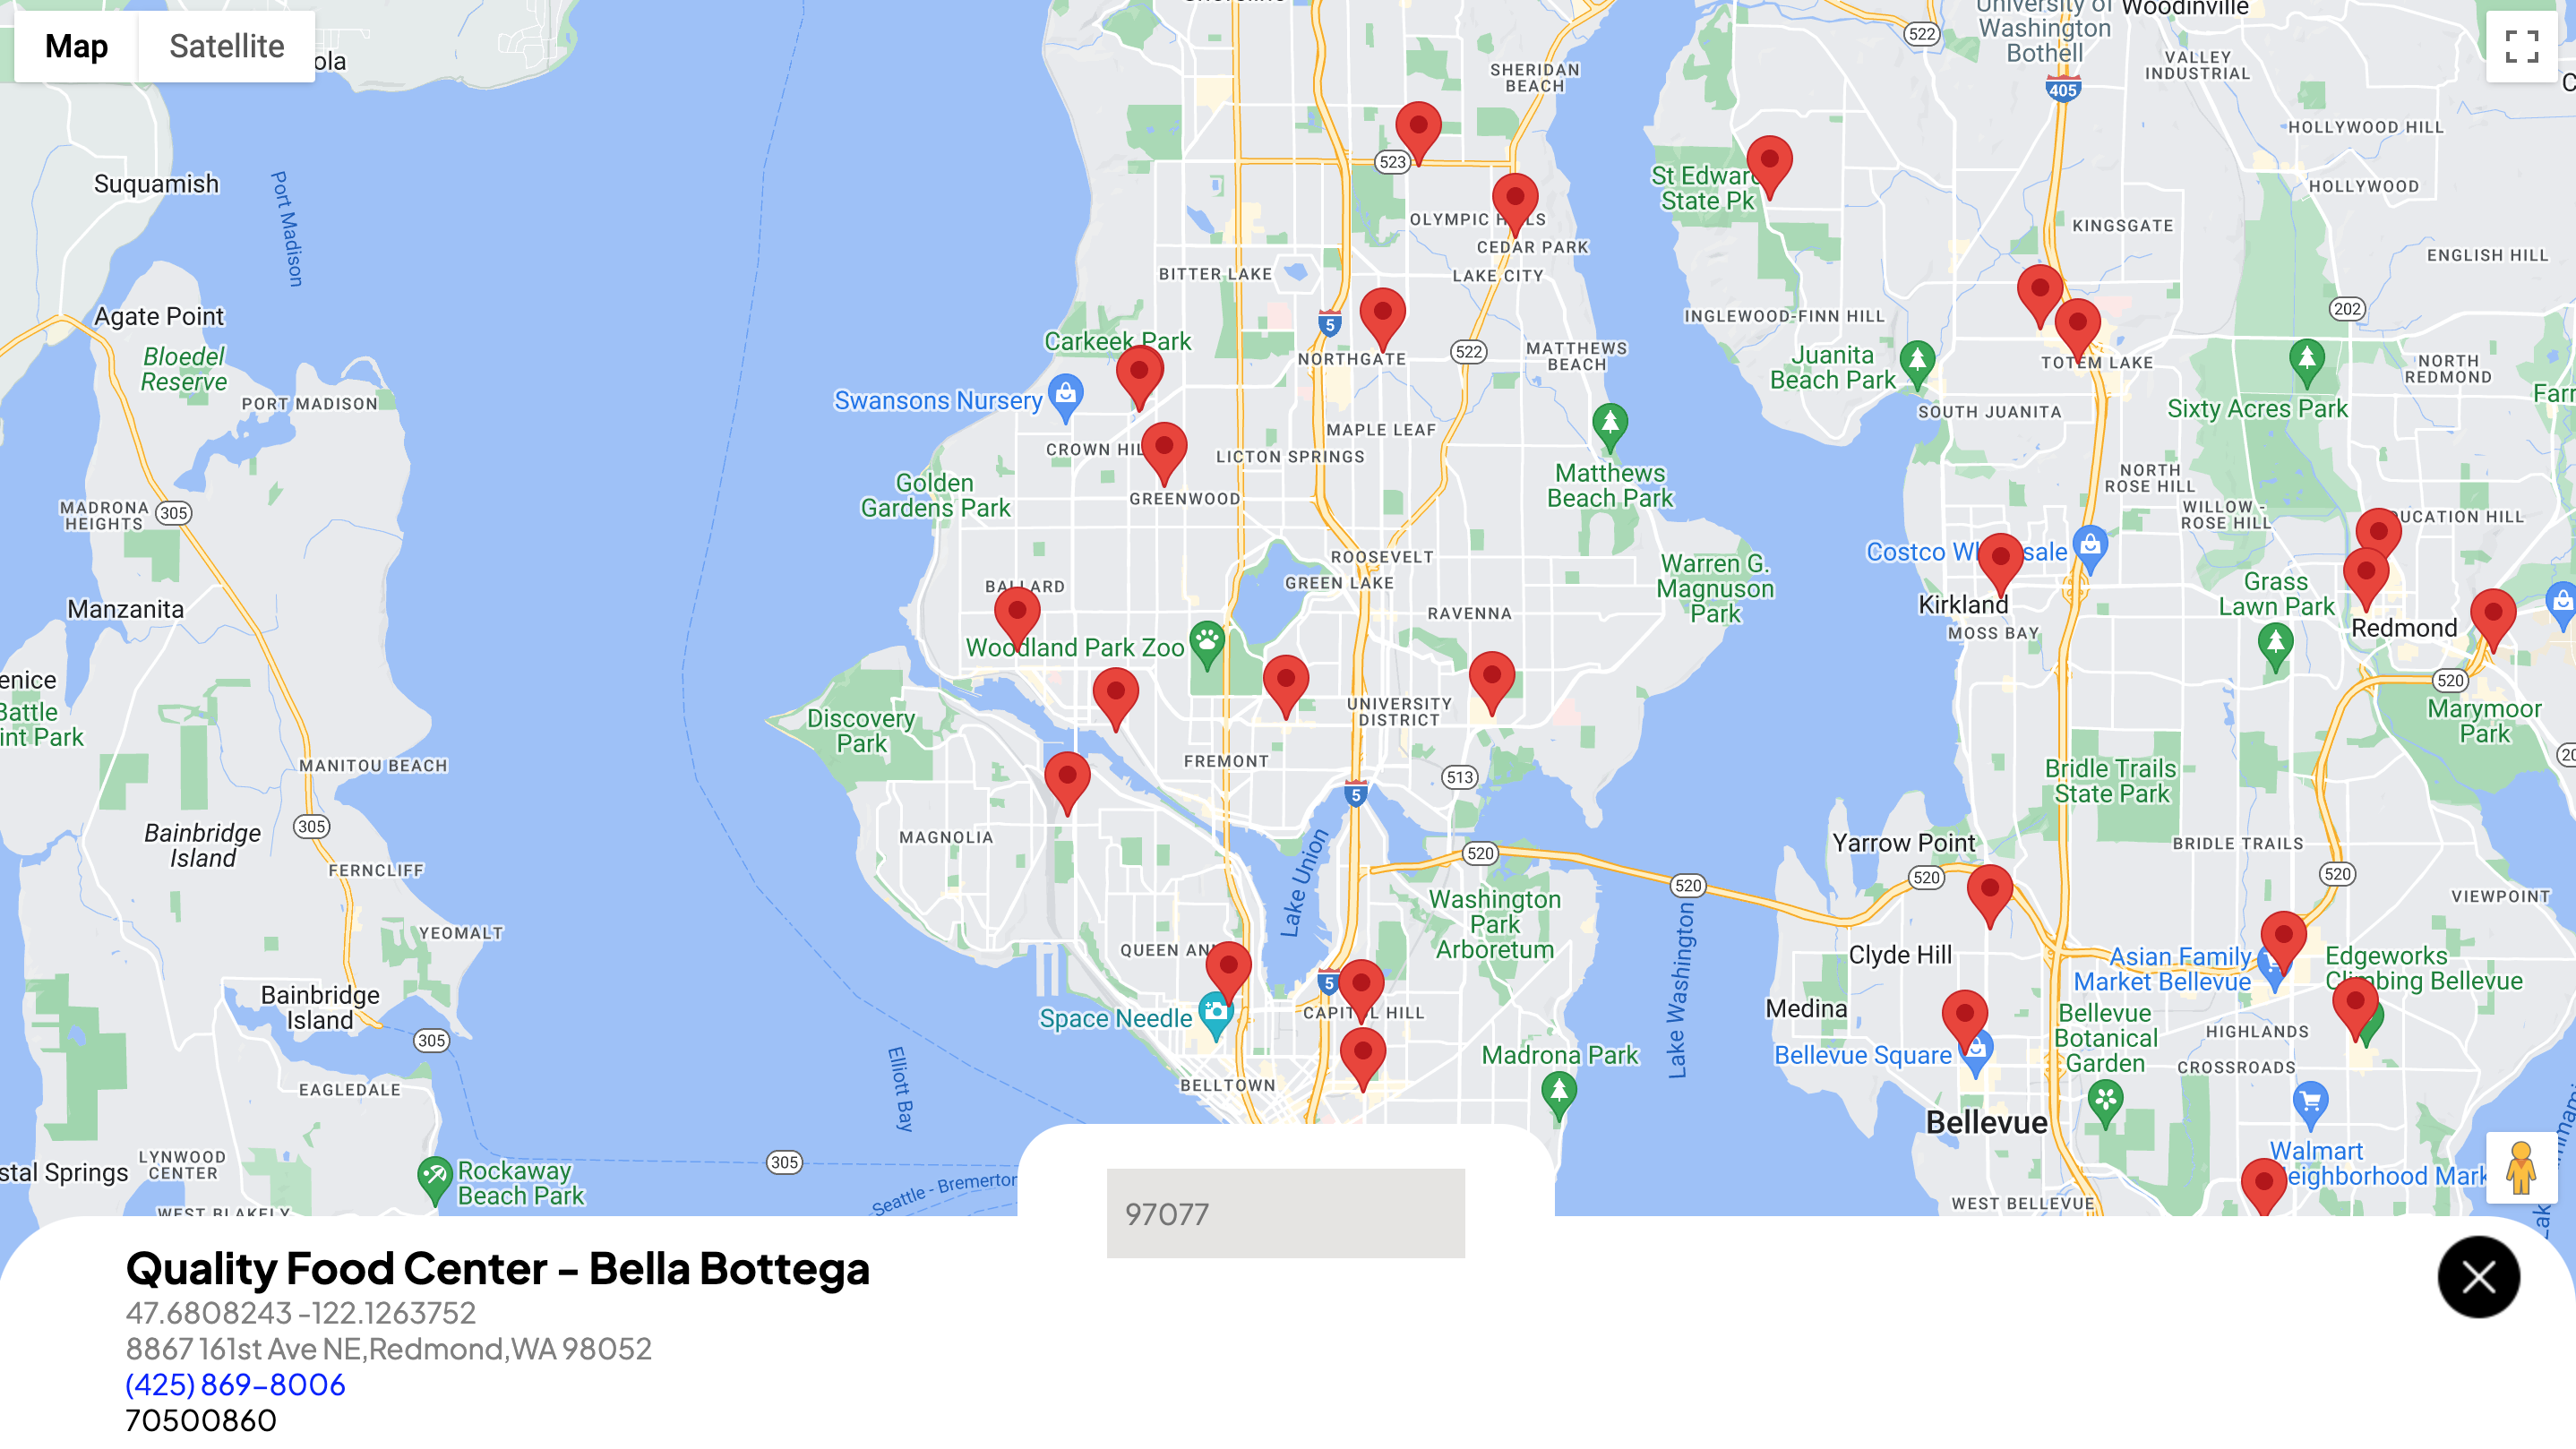 Map
Satellite
ola
Suquamish
Port Madison
Agate Point
Bloedel
Reserve
PORT MADISON
MADRONA
HEIGHTS
305
Manzanita
enice
Battle
int Park
MANITOU BEACH
305
Bainbridge
Island
FERNCLIFF
YEOMALT
Bainbridge
Island
305
EAGLEDALE
LYNWOOD
CENTER
stal Springs
Rockaway
Beach Park
WEST BLAKELY
305
Seattle - Bremerton
Elliott Bay
SHERIDAN
BEACH
523
OLYMPIC HILLS
CEDAR PARK
LAKE CITY
BITTER LAKE
5
NORTHGATE
522
MATTHEWS
BEACH
Carkeek Park
Swansons Nursery
CROWN HIL
MAPLE LEAF
LICTON SPRINGS
GREENWOOD
Golden
Gardens Park
Matthews
Beach Park
ROOSEVELT
GREEN LAKE
Warren G.
Magnuson
Park
BALLARD
RAVENNA
Woodland Park Zoo
UNIVERSITY
DISTRICT
Discovery
Park
FREMONT
513
5
MAGNOLIA
Lake Union
520
520
Washington
Park
Arboretum
Lake Washington
QUEEN ANN
5
CAPITOL HILL
Space Needle
BELLTOWN
Madrona Park
University of
Washington
Bothell
Woodinville
522
405
VALLEY
INDUSTRIAL
HOLLYWOOD HILL
HOLLYWOOD
St Edward
State Pk
KINGSGATE
ENGLISH HILL
INGLEWOOD-FINN HILL
202
Juanita
Beach Park
TOTEM LAKE
NORTH
REDMOND
Farr
SOUTH JUANITA
Sixty Acres Park
NORTH
ROSE HILL
WILLOW -
ROSE HILL
DUCATION HILL
Costco Wholesale
Grass
Lawn Park
Kirkland
MOSS BAY
Redmond
520
Marymoor
Park
20
Bridle Trails
State Park
Yarrow Point
520
BRIDLE TRAILS
520
VIEWPOINT
Clyde Hill
Asian Family
Market Bellevue
Edgeworks
Climbing Bellevue
Medina
Bellevue
Botanical
Garden
HIGHLANDS
Bellevue Square
CROSSROADS
Bellevue
Walmart
eighborhood Mark
WEST BELLEVUE
97077
Quality Food Center - Bella Bottega
47.6808243 -122.1263752
8867 161st Ave NE,Redmond,WA 98052
(425) 869-8006
70500860